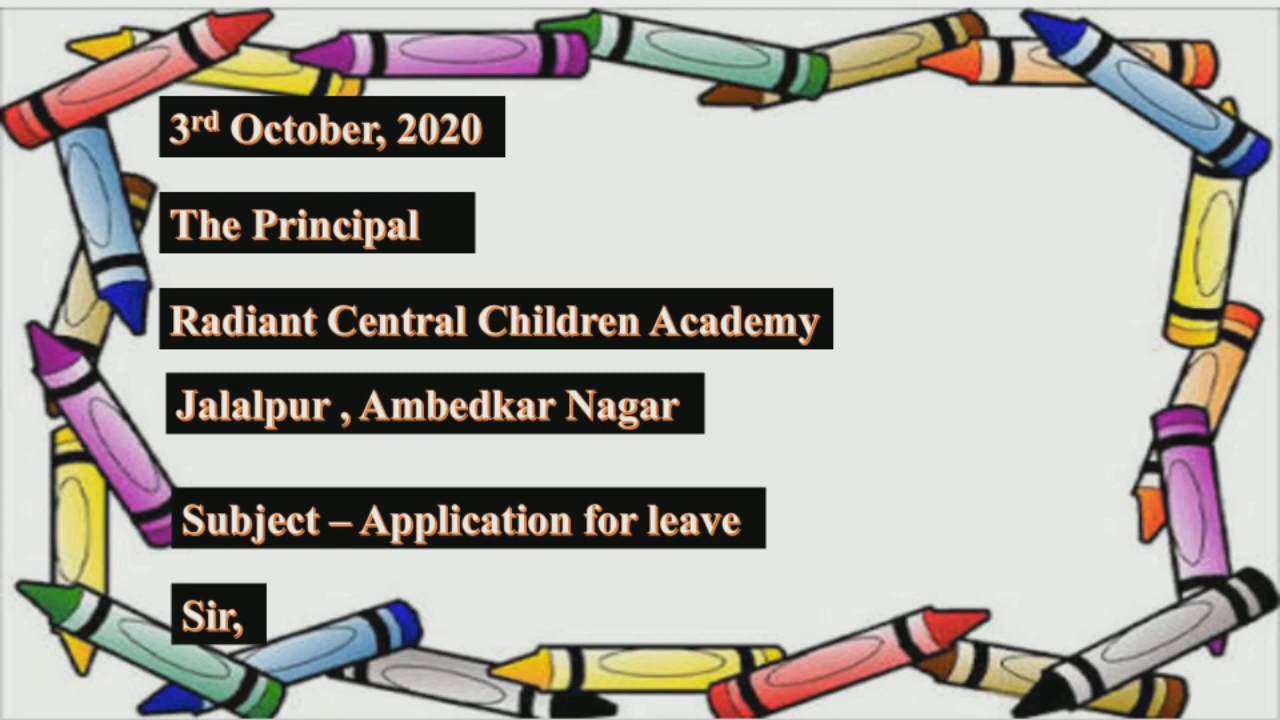 3rd October, 2020
The Principal
Radiant Central Children Academy
Jalalpur , Ambedkar Nagar
Subject – Application for leave
Sir,